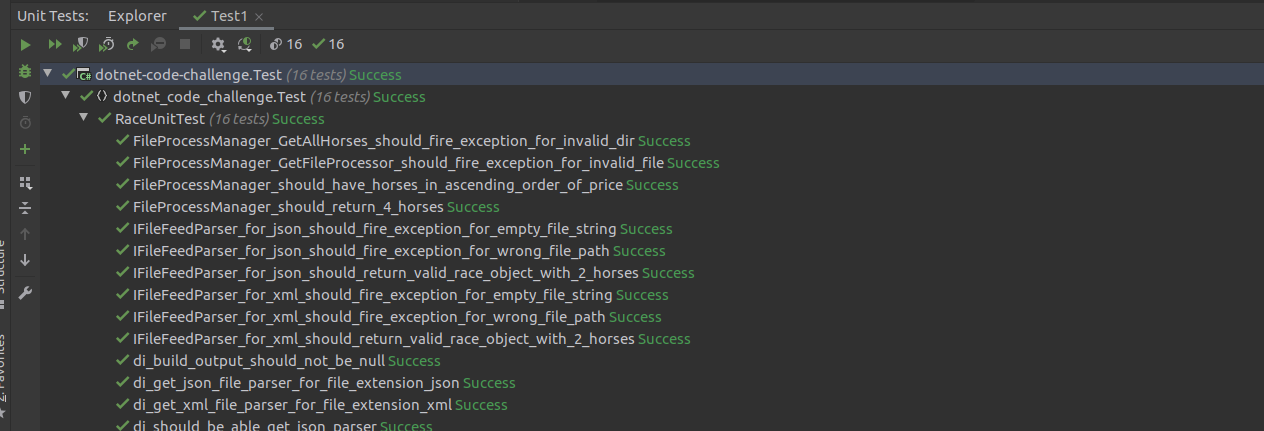 Unit Tests: Explorer Test1
16 16
dotnet-code-challenge.Test (16 tests) Success
dotnet_code_challenge.Test (16 tests) Success
RaceUnitTest (16 tests) Success
FileProcessManager_GetAllHorses_should_fire_exception_for_invalid_dir Success
FileProcessManager_GetFileProcessor_should_fire_exception_for_invalid_file Success
FileProcessManager_should_have_horses_in_ascending_order_of_price Success
FileProcessManager_should_return_4_horses Success
IFileFeedParser_for_json_should_fire_exception_for_empty_file_string Success
IFileFeedParser_for_json_should_fire_exception_for_wrong_file_path Success
IFileFeedParser_for_json_should_return_valid_race_object_with_2_horses Success
IFileFeedParser_for_xml_should_fire_exception_for_empty_file_string Success
IFileFeedParser_for_xml_should_fire_exception_for_wrong_file_path Success
IFileFeedParser_for_xml_should_return_valid_race_object_with_2_horses Success
di_build_output_should_not_be_null Success
di_get_json_file_parser_for_file_extension_json Success
di_get_xml_file_parser_for_file_extension_xml Success
di_should_be_able_get_json_parser Success
Structure
2: Favorites